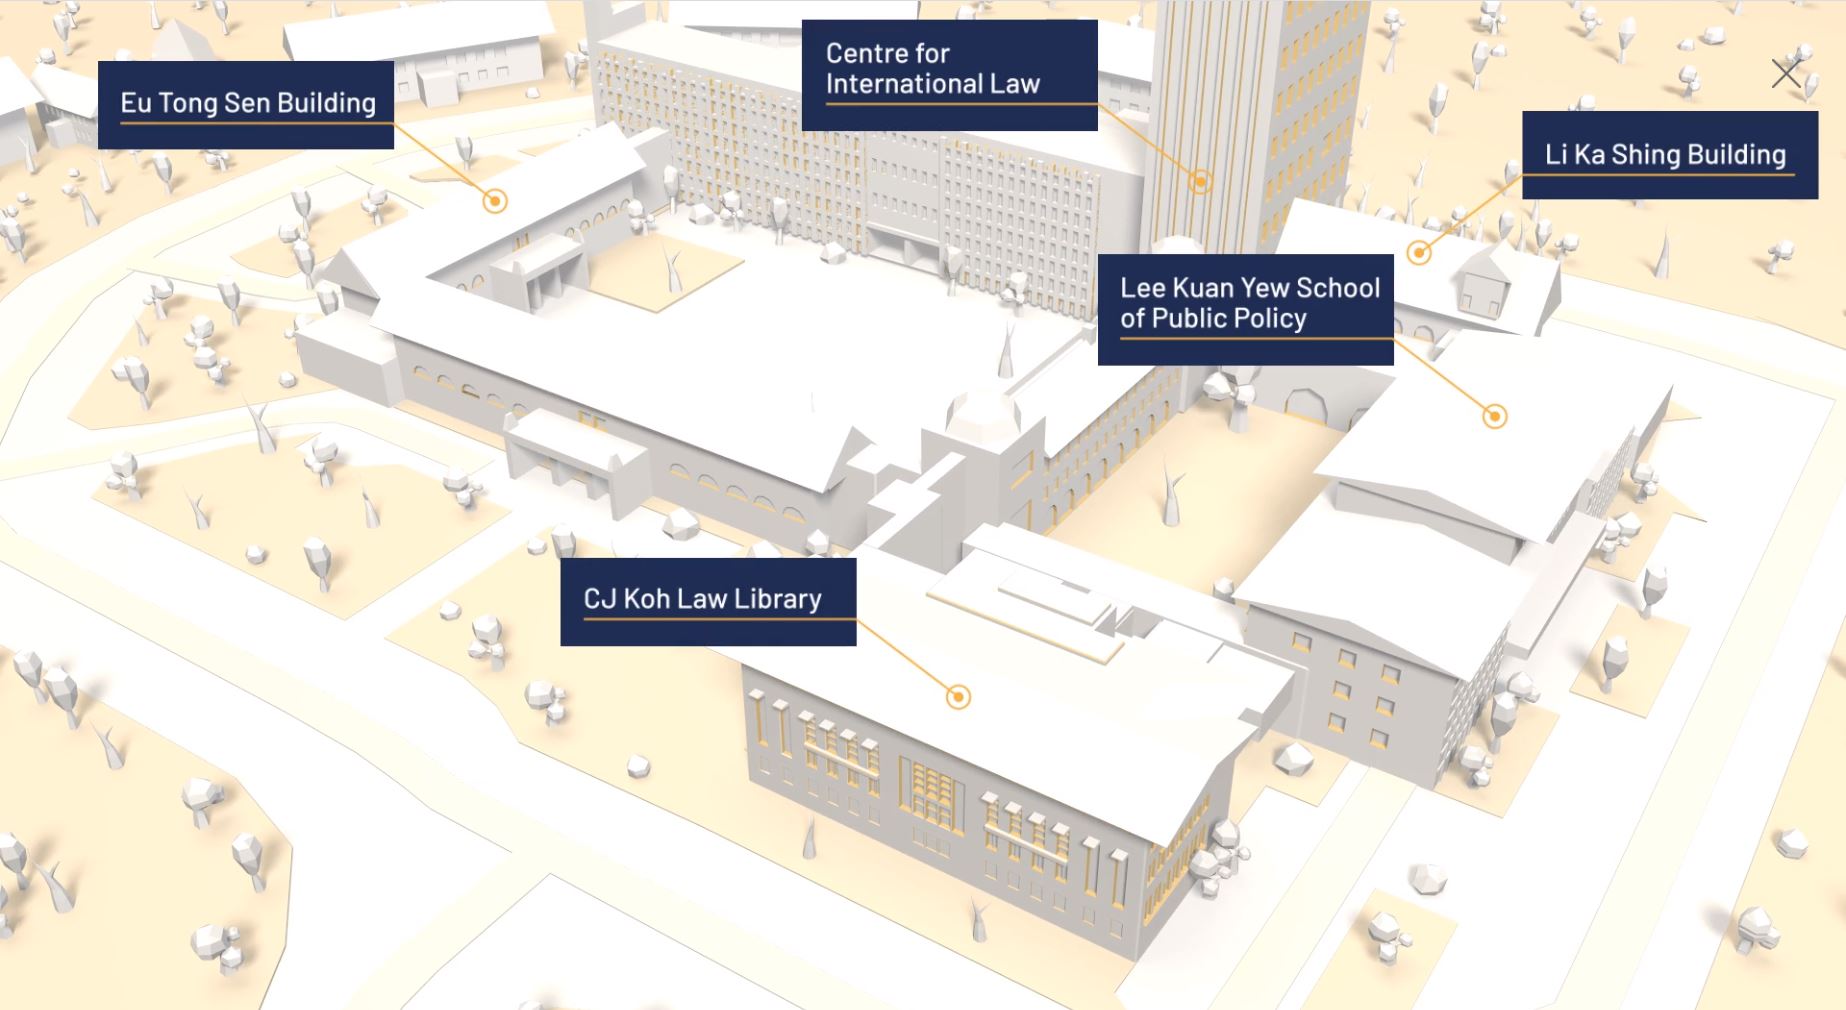 Centre for
International Law
Eu Tong Sen Building
Li Ka Shing Building
Lee Kuan Yew School
of Public Policy
CJ Koh Law Library